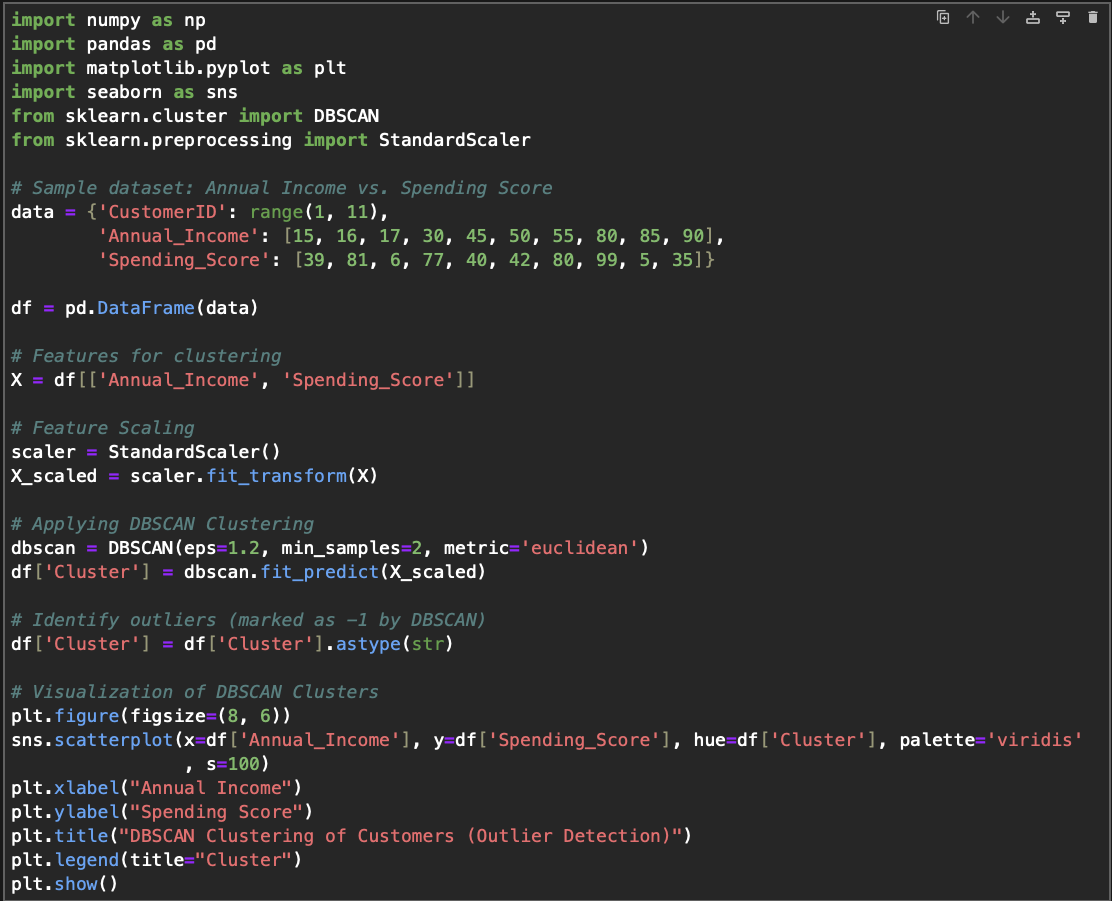 import numpy as np
import pandas as pd
import matplotlib.pyplot as plt
import seaborn as sns
from sklearn.cluster import DBSCAN
from sklearn.preprocessing import StandardScaler

# Sample dataset: Annual Income vs. Spending Score
data = {'CustomerID': range(1, 11),
        'Annual_Income': [15, 16, 17, 30, 45, 50, 55, 80, 85, 90],
        'Spending_Score': [39, 81, 6, 77, 40, 42, 80, 99, 5, 35]}

df = pd.DataFrame(data)

# Features for clustering
X = df[['Annual_Income', 'Spending_Score']]

# Feature Scaling
scaler = StandardScaler()
X_scaled = scaler.fit_transform(X)

# Applying DBSCAN Clustering
dbscan = DBSCAN(eps=1.2, min_samples=2, metric='euclidean')
df['Cluster'] = dbscan.fit_predict(X_scaled)

# Identify outliers (marked as -1 by DBSCAN)
df['Cluster'] = df['Cluster'].astype(str)

# Visualization of DBSCAN Clusters
plt.figure(figsize=(8, 6))
sns.scatterplot(x=df['Annual_Income'], y=df['Spending_Score'], hue=df['Cluster'], palette='viridis'
                , s=100)
plt.xlabel("Annual Income")
plt.ylabel("Spending Score")
plt.title("DBSCAN Clustering of Customers (Outlier Detection)")
plt.legend(title="Cluster")
plt.show()